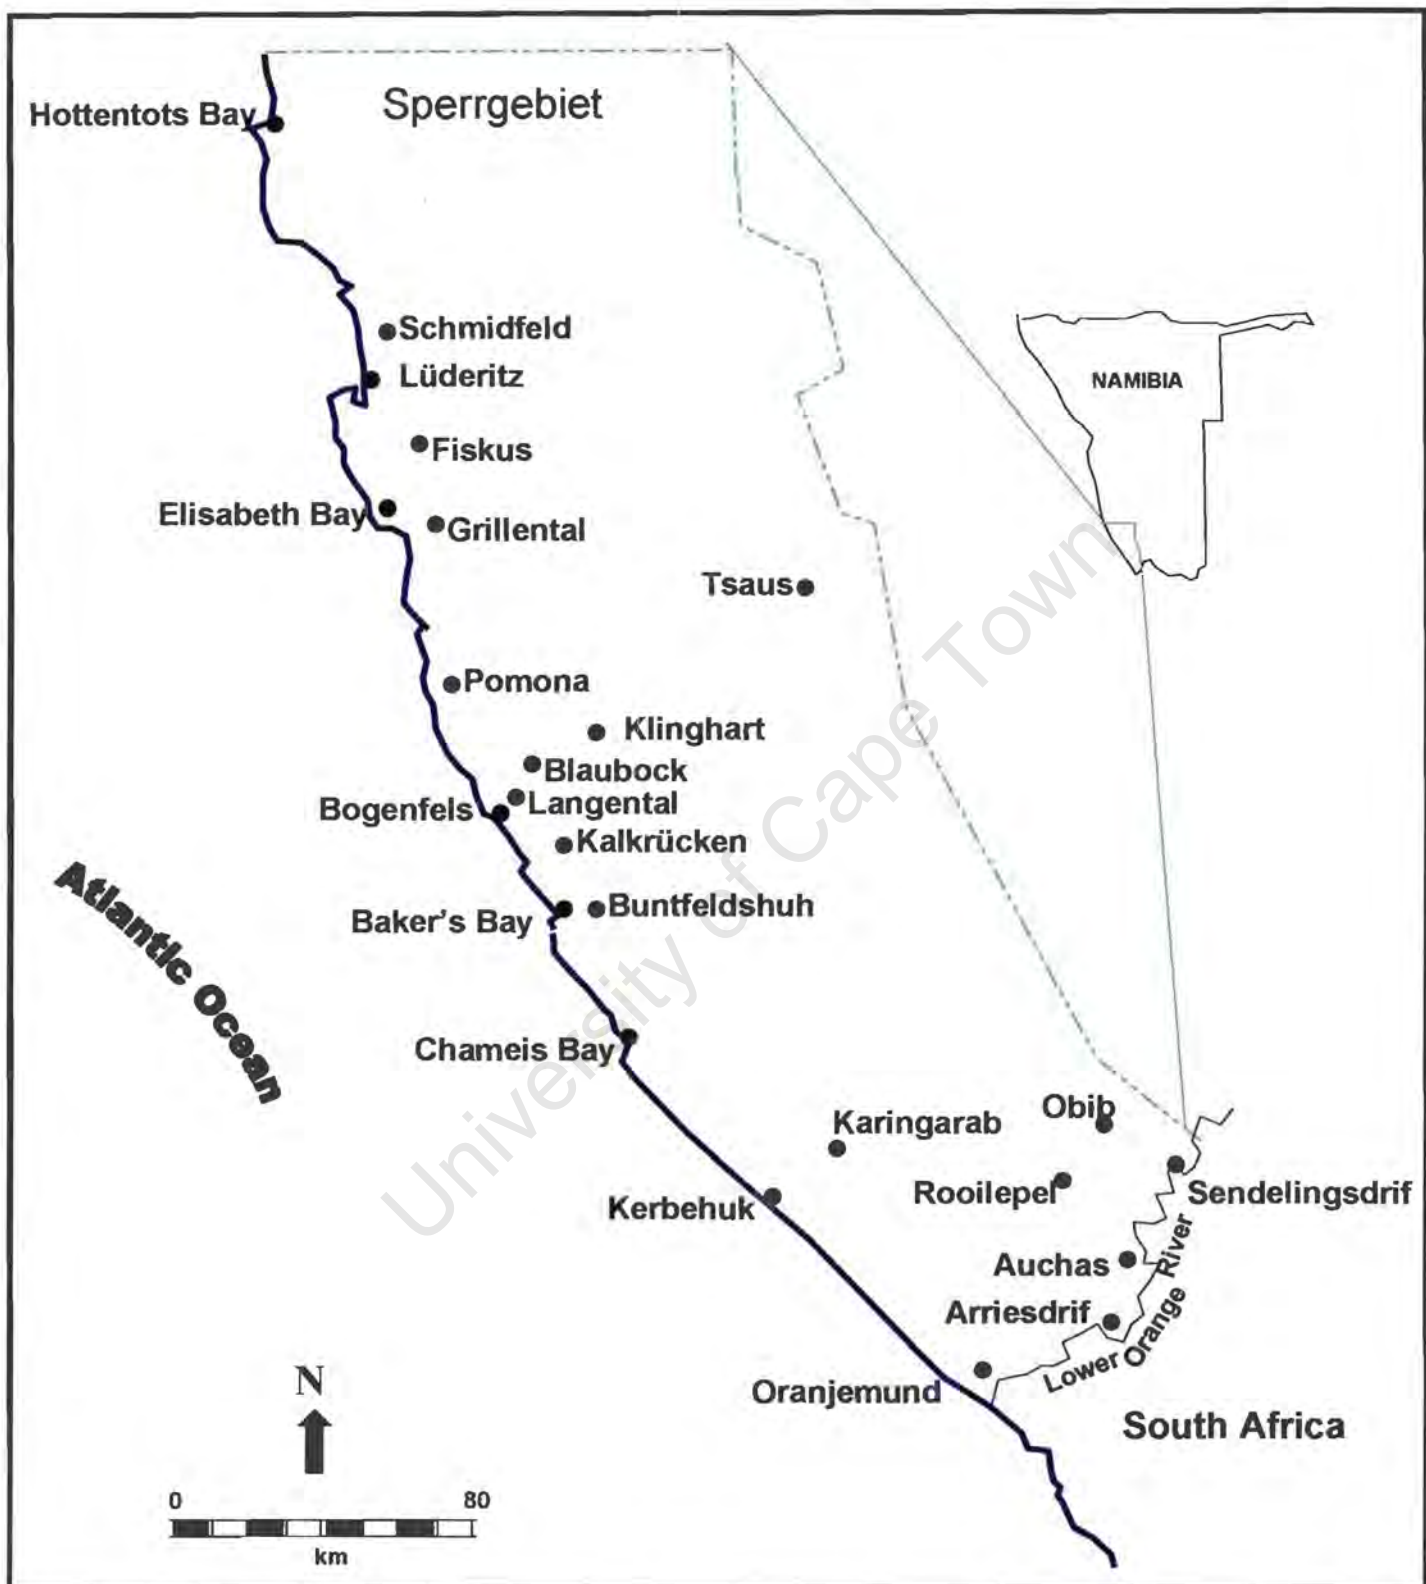 Sperrgebiet
Hottentots Bay
Schmidfeld
Lüderitz
NAMIBIA
Fiskus
Elisabeth Bay
Grillental
Tsaus
Pomona
Klinghart
Blaubock
Langental
Bogenfels
Kalkrücken
Buntfeldshuh
Baker's Bay
Atlantic Ocean
Chameis Bay
Obib
Karingarab
Rooilepel
Sendelingsdrif
Kerbehuk
Auchas
Arriesdrif
Lower Orange River
Oranjemund
South Africa
N
0 80
km
University of Cape Town